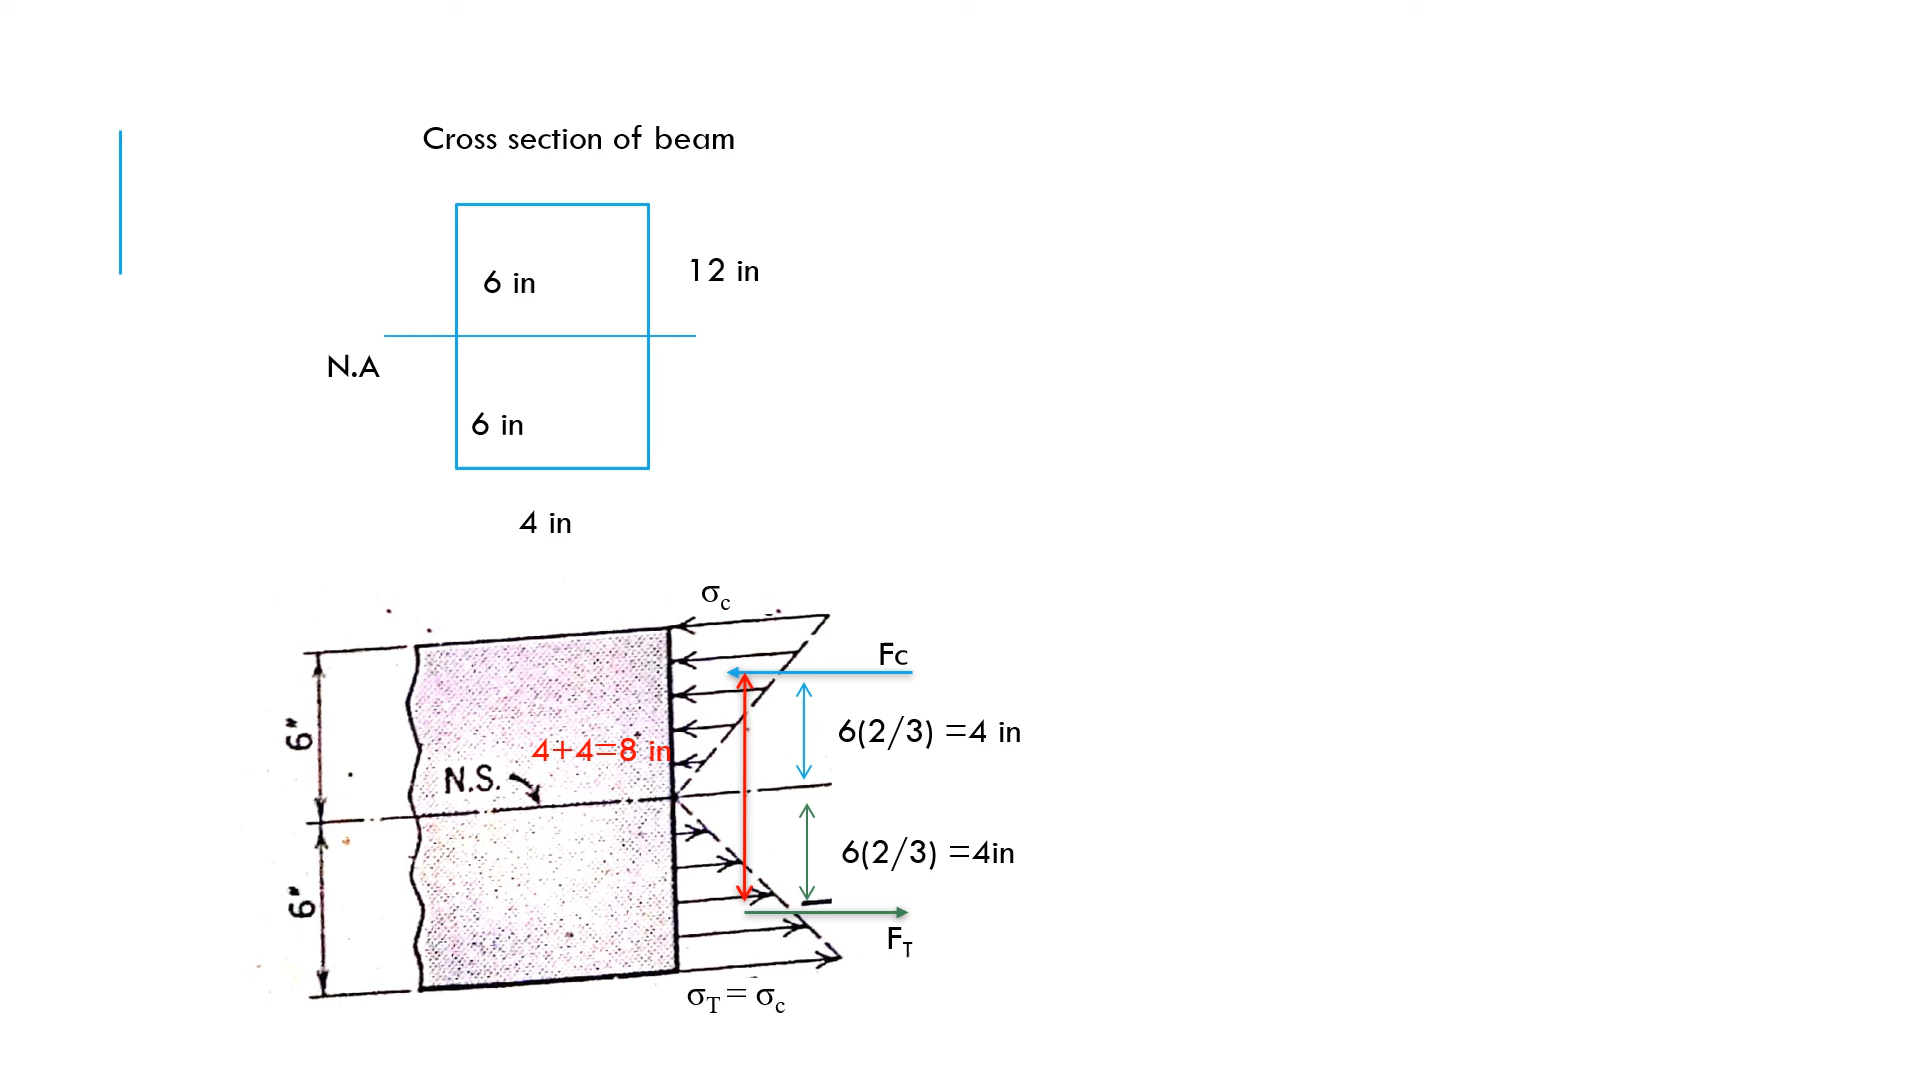 Cross section of beam
6 in
12 in
N.A
6 in
4 in
σc
Fc
6"
6(2/3) =4 in
4+4=8 in
N.S.
6(2/3) =4in
6"
FT
σT = σc